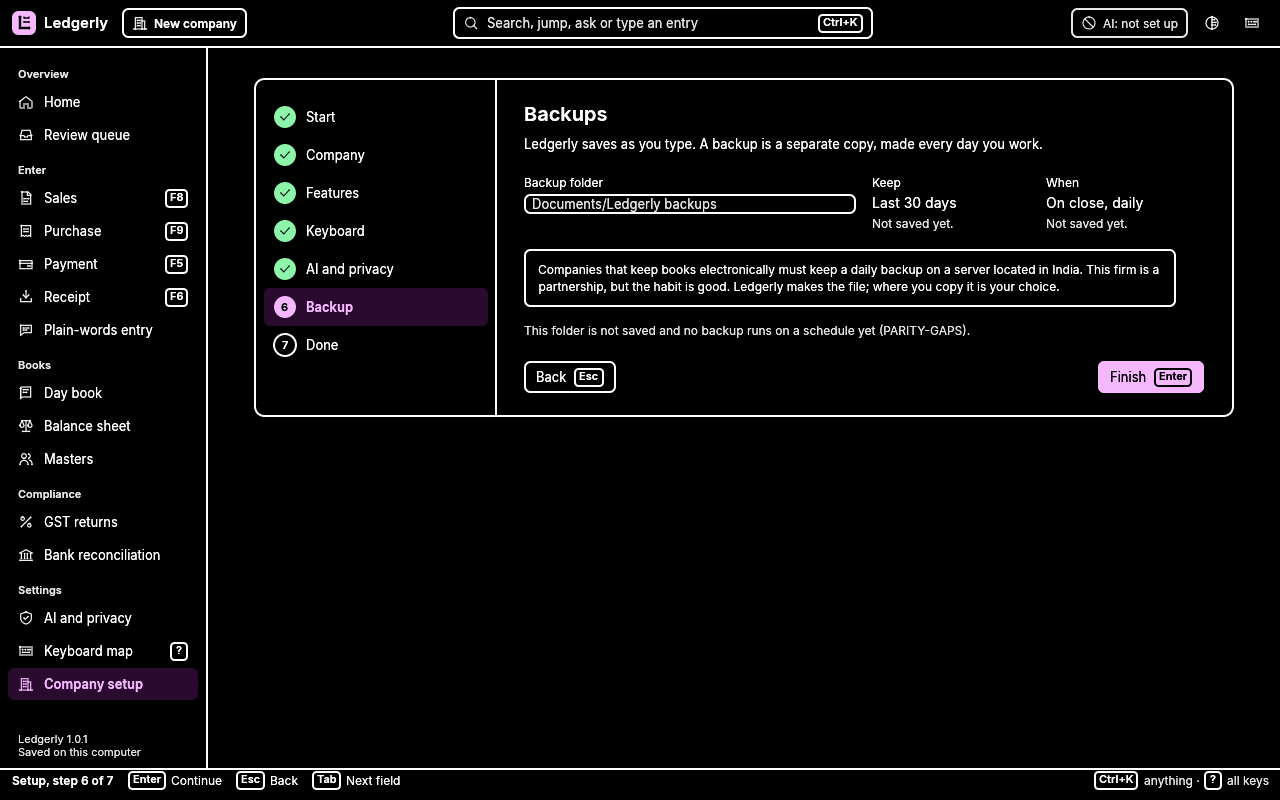 Ledgerly
New company
Search, jump, ask or type an entry
Ctrl+K
AI: not set up
Overview
Home
Review queue
Enter
Sales F8
Purchase F9
Payment F5
Receipt F6
Plain-words entry
Books
Day book
Balance sheet
Masters
Compliance
GST returns
Bank reconciliation
Settings
AI and privacy
Keyboard map ?
Company setup
Ledgerly 1.0.1
Saved on this computer
Start
Company
Features
Keyboard
AI and privacy
6 Backup
7 Done
Backups
Ledgerly saves as you type. A backup is a separate copy, made every day you work.
Backup folder
Documents/Ledgerly backups
Keep
Last 30 days
Not saved yet.
When
On close, daily
Not saved yet.
Companies that keep books electronically must keep a daily backup on a server located in India. This firm is a
partnership, but the habit is good. Ledgerly makes the file; where you copy it is your choice.
This folder is not saved and no backup runs on a schedule yet (PARITY-GAPS).
Back Esc
Finish Enter
Setup, step 6 of 7 Enter Continue Esc Back Tab Next field
Ctrl+K anything · ? all keys